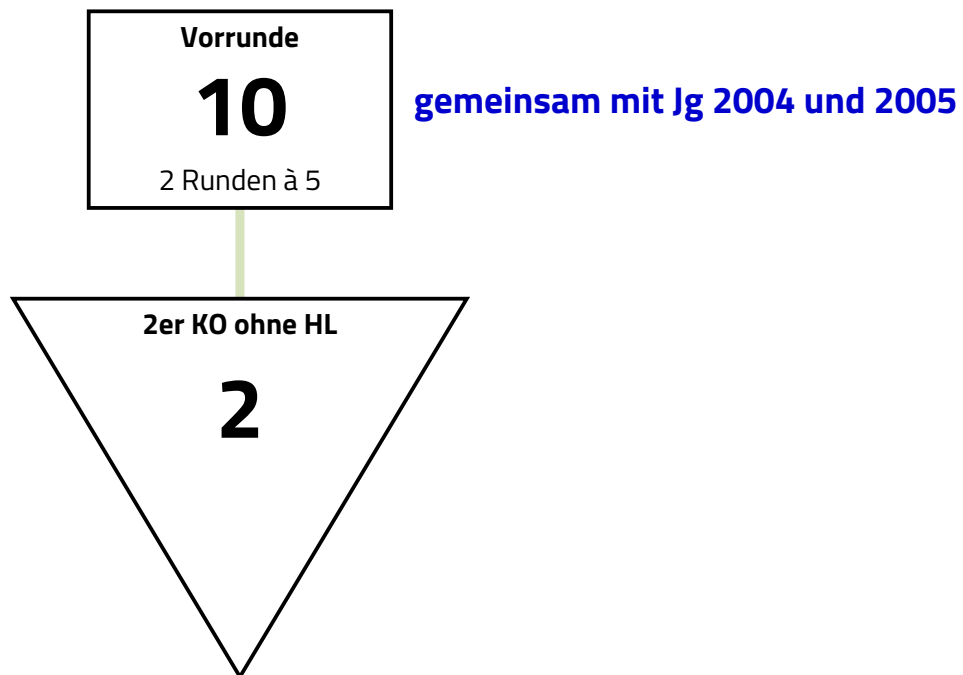 Vorrunde
10
gemeinsam mit Jg 2004 und 2005
2 Runden à 5
2er KO ohne HL
2